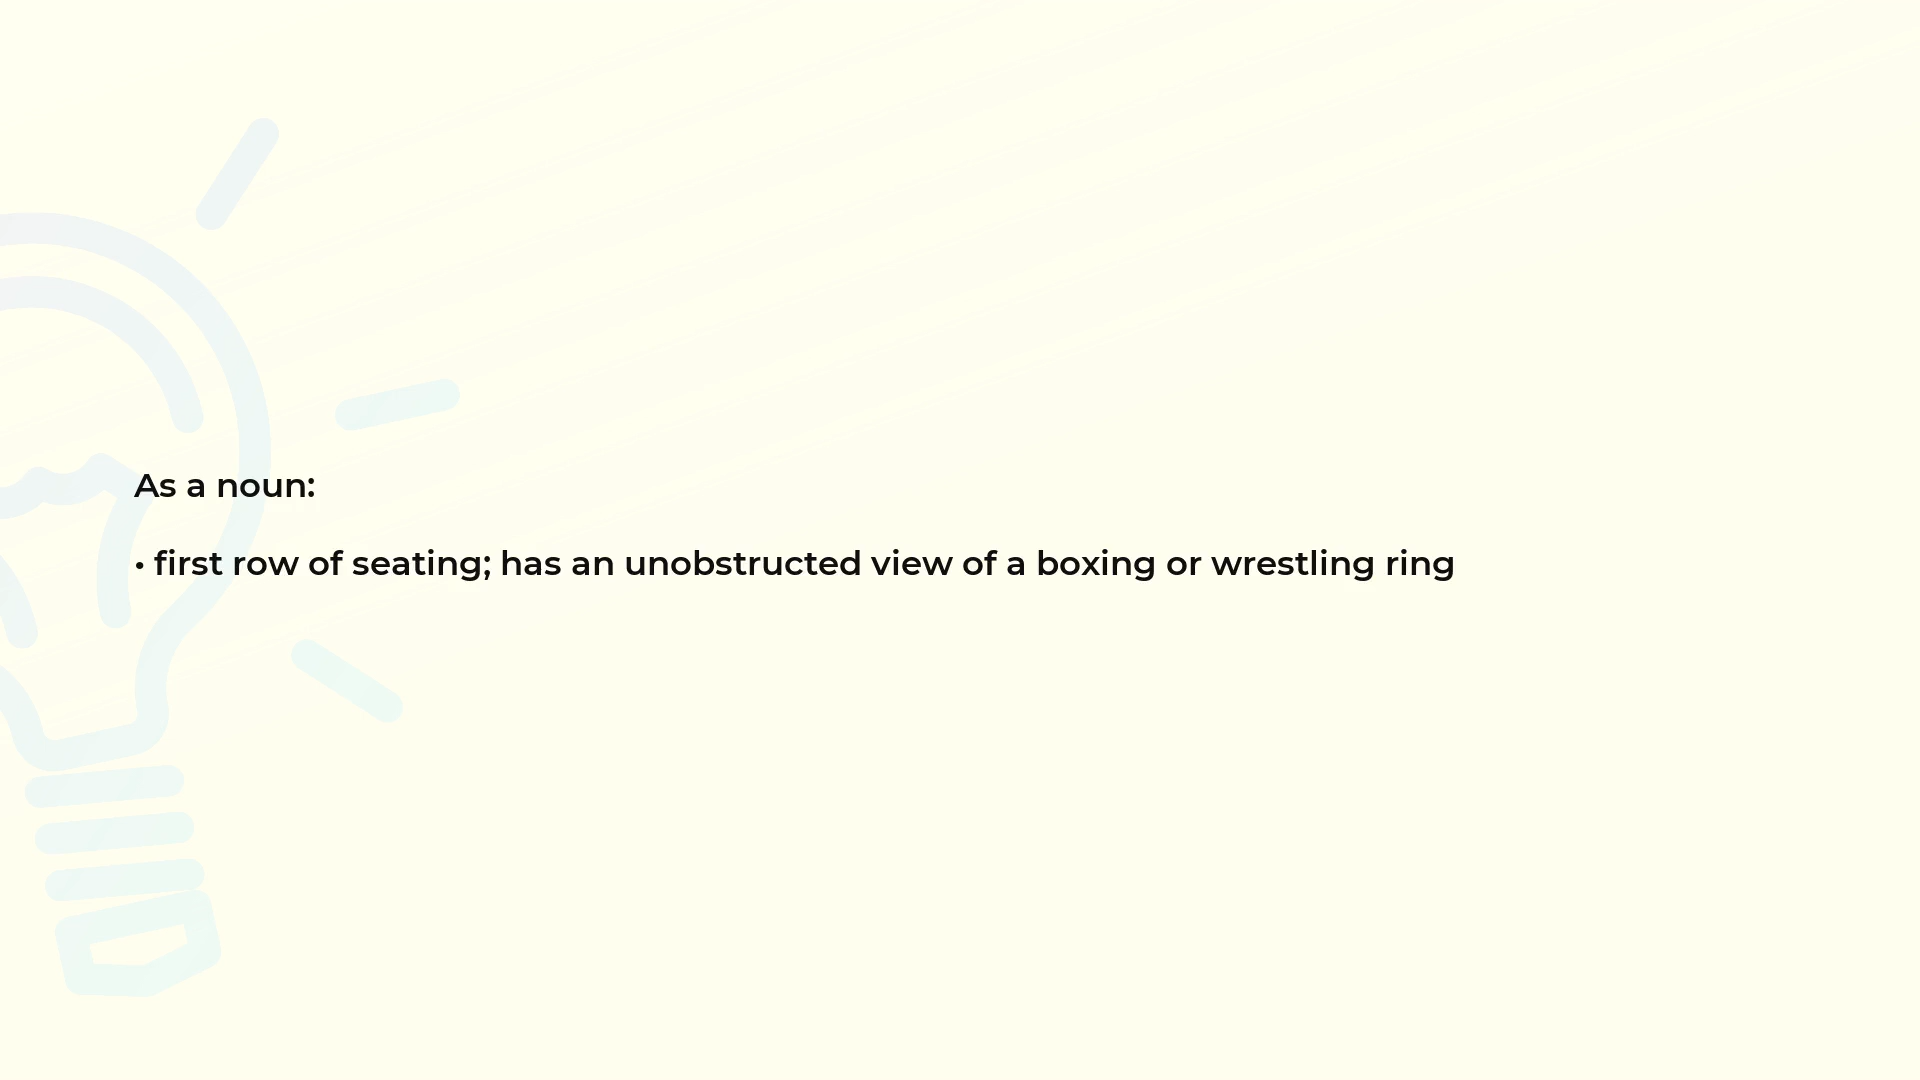 As a noun:
• first row of seating; has an unobstructed view of a boxing or wrestling ring